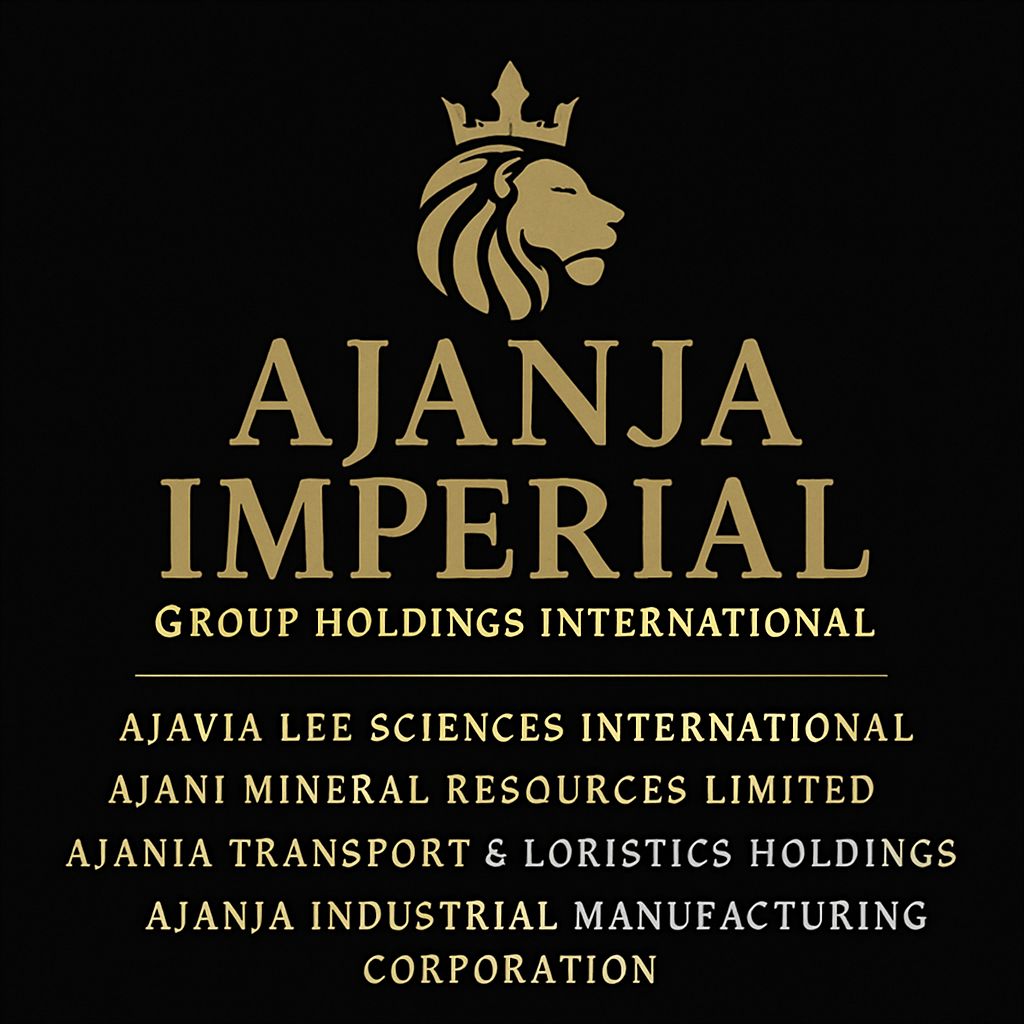 AJANJA
IMPERIAL
GROUP HOLDINGS INTERNATIONAL
AJAVIA LEE SCIENCES INTERNATIONAL
AJANI MINERAL RESOURCES LIMITED
AJANIA TRANSPORT & LORISTICS HOLDINGS
AJANJA INDUSTRIAL MANUFACTURING
CORPORATION